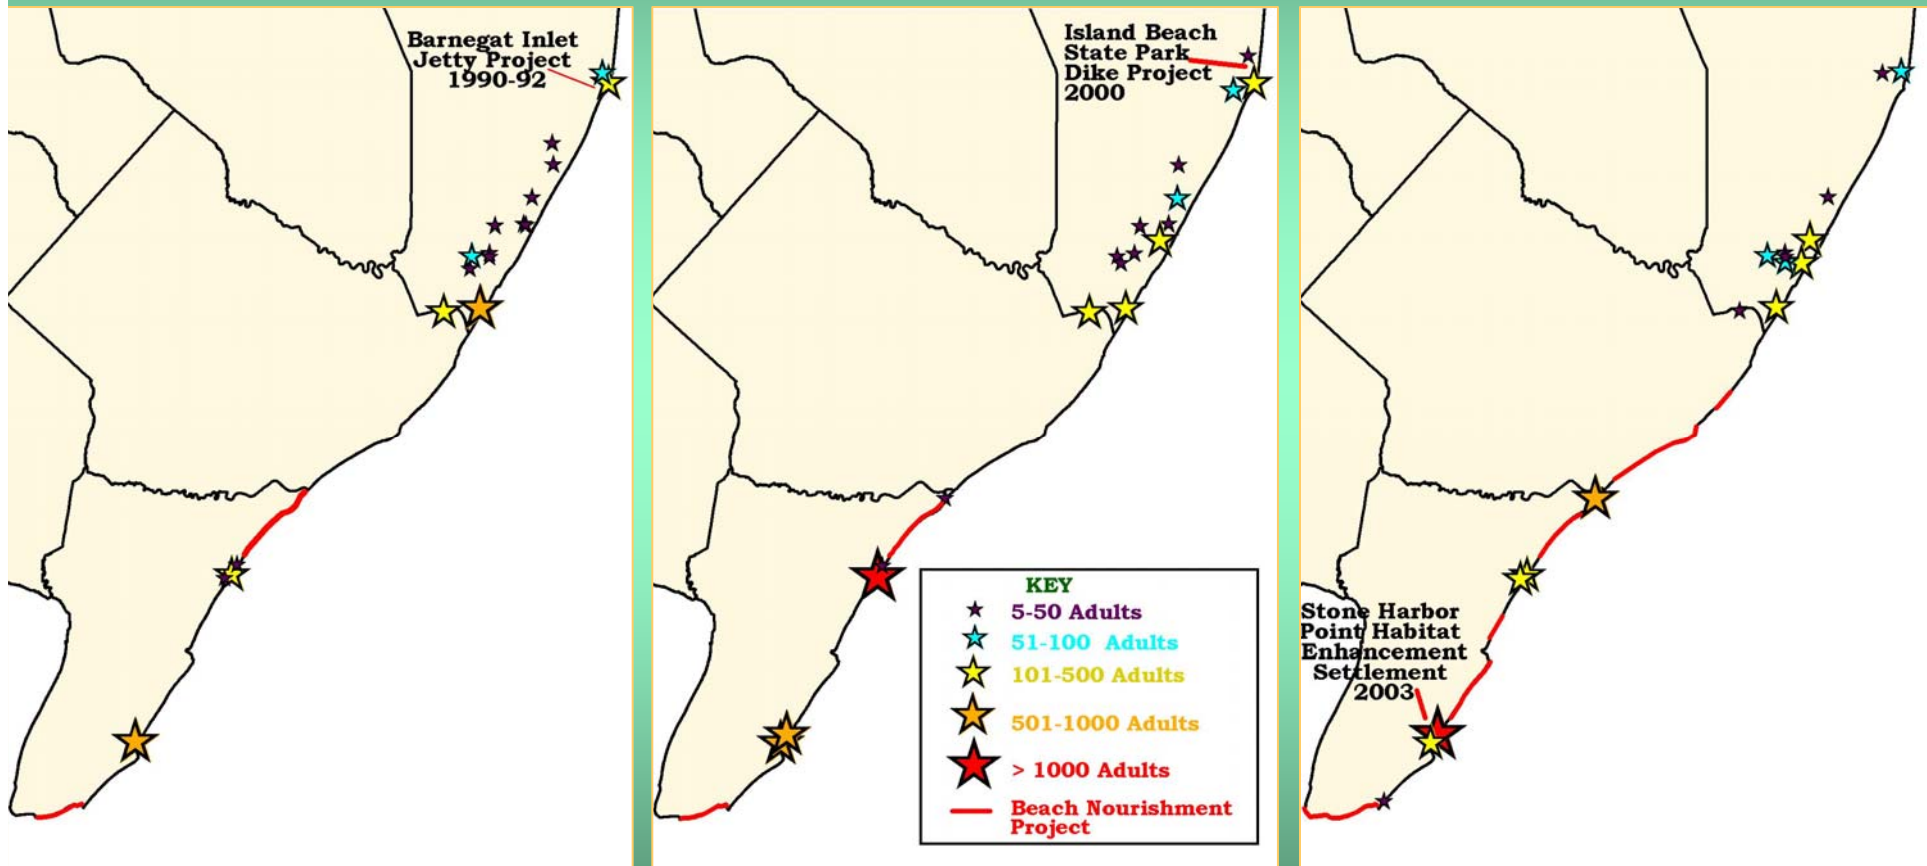 Barnegat Inlet
Jetty Project
1990-92
Island Beach
State Park
Dike Project
2000
KEY
5-50 Adults
51-100 Adults
101-500 Adults
501-1000 Adults
> 1000 Adults
Beach Nourishment
Project
Stone Harbor
Point Habitat
Enhancement
Settlement
2003